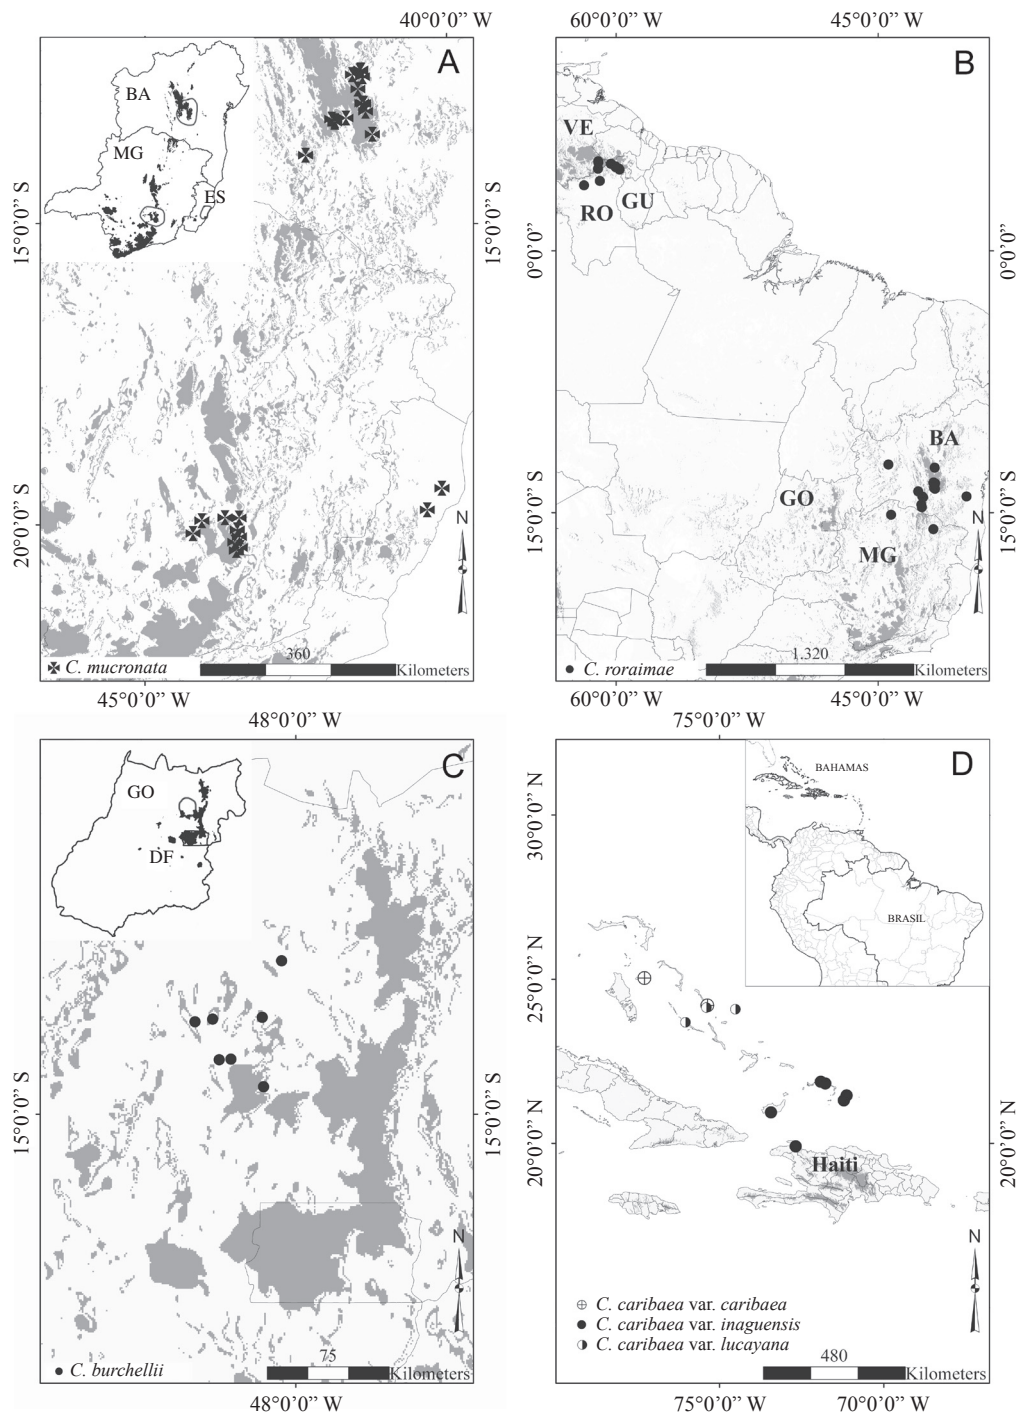 40°0'0" W
60°0'0" W
45°0'0" W
A
BA
MG
ES
15°0'0" S
15°0'0" S
20°0'0" S
N
C. mucronata
360
Kilometers
45°0'0" W
B
VE
RO
GU
0°0'0"
0°0'0"
BA
GO
MG
15°0'0" S
15°0'0" S
N
C. roraimae
1.320
Kilometers
60°0'0" W
45°0'0" W
48°0'0" W
75°0'0" W
C
GO
DF
15°0'0" S
15°0'0" S
N
C. burchellii
75
Kilometers
48°0'0" W
D
BAHAMAS
BRASIL
30°0'0" N
25°0'0" N
20°0'0" N
20°0'0" N
Haiti
N
C. caribaea var. caribaea
C. caribaea var. inaguensis
C. caribaea var. lucayana
480
Kilometers
75°0'0" W
70°0'0" W